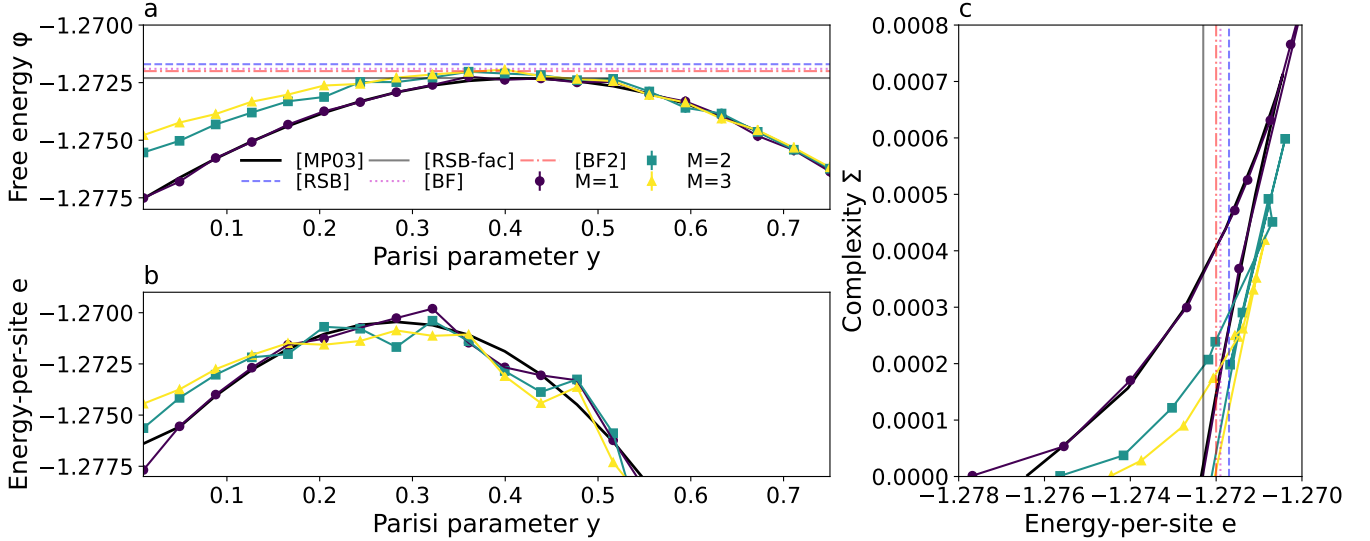 a
−1.2700
−1.2725
−1.2750
−1.2775
Free energy φ
[MP03]
[RSB]
[RSB-fac]
[BF]
[BF2]
M=1
M=2
M=3
0.1 0.2 0.3 0.4 0.5 0.6 0.7
Parisi parameter y
b
−1.2700
−1.2725
−1.2750
−1.2775
Energy-per-site e
0.1 0.2 0.3 0.4 0.5 0.6 0.7
Parisi parameter y
c
0.0008
0.0007
0.0006
0.0005
0.0004
0.0003
0.0002
0.0001
0.0000
Complexity Σ
−1.278 −1.276 −1.274 −1.272 −1.270
Energy-per-site e